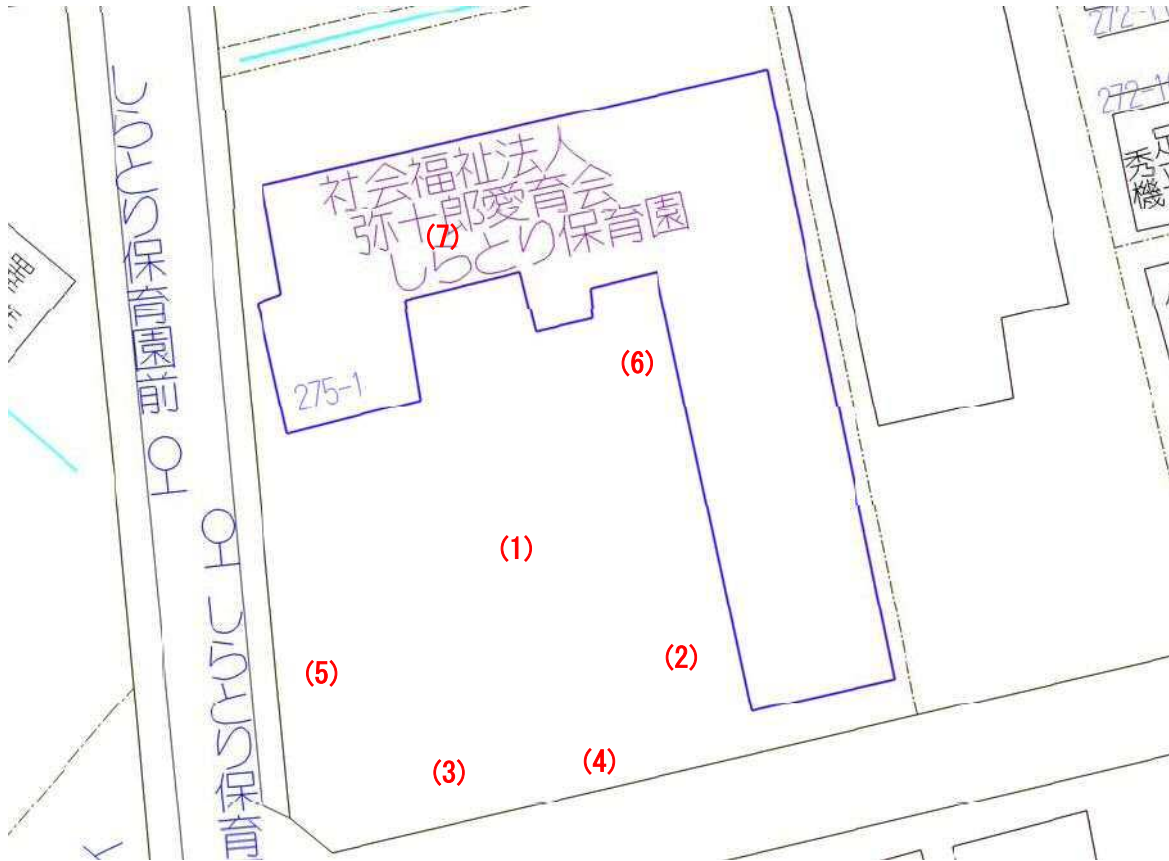 272-1
272-1
社会福祉法人
弥十郎愛育会
しらとり保育園
(7)
275-1
(6)
(1)
(2)
(5)
(3)
(4)
しらとり保育園前
しらとり保育
秀
機